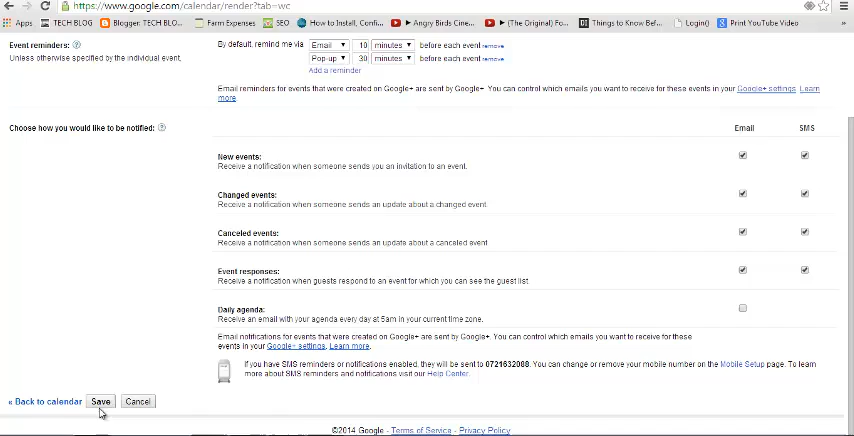 https://www.google.com/calendar/render?tab=wc
Apps TECH BLOG Blogger: TECH BLO... Farm Expenses SEO How to Install, Confi... Angry Birds Cine... (The Original) Fo... Things to Know Bef... Login() Print YouTube Video »
Event reminders: ?
By default, remind me via Email 10 minutes before each event remove
Unless otherwise specified by the individual event.
Pop-up 30 minutes before each event remove
Add a reminder
Email reminders for events that were created on Google+ are sent by Google+. You can control which emails you want to receive for these events in your Google+ settings. Learn
more
Choose how you would like to be notified: ?
Email SMS
New events:
Receive a notification when someone sends you an invitation to an event.
Changed events:
Receive a notification when someone sends an update about a changed event.
Canceled events:
Receive a notification when someone sends an update about a canceled event
Event responses:
Receive a notification when guests respond to an event for which you can see the guest list.
Daily agenda:
Receive an email with your agenda every day at 5am in your current time zone.
Email notifications for events that were created on Google+ are sent by Google+. You can control which emails you want to receive for these
events in your Google+ settings. Learn more.
If you have SMS reminders or notifications enabled, they will be sent to 0721632088. You can change or remove your mobile number on the Mobile Setup page. To learn
more about SMS reminders and notifications visit our Help Center.
« Back to calendar Save Cancel
©2014 Google - Terms of Service - Privacy Policy